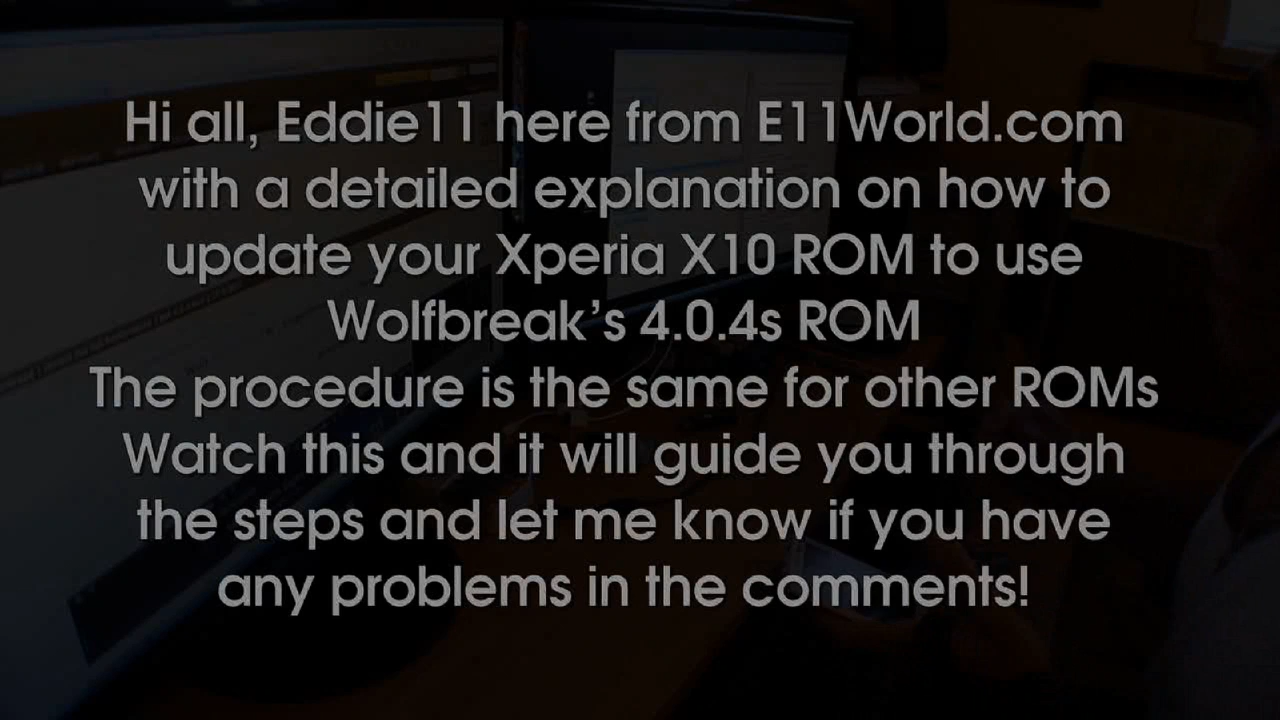 Hi all, Eddie11 here from E11World.com
with a detailed explanation on how to
update your Xperia X10 ROM to use
Wolfbreak's 4.0.4s ROM
The procedure is the same for other ROMs
Watch this and it will guide you through
the steps and let me know if you have
any problems in the comments!